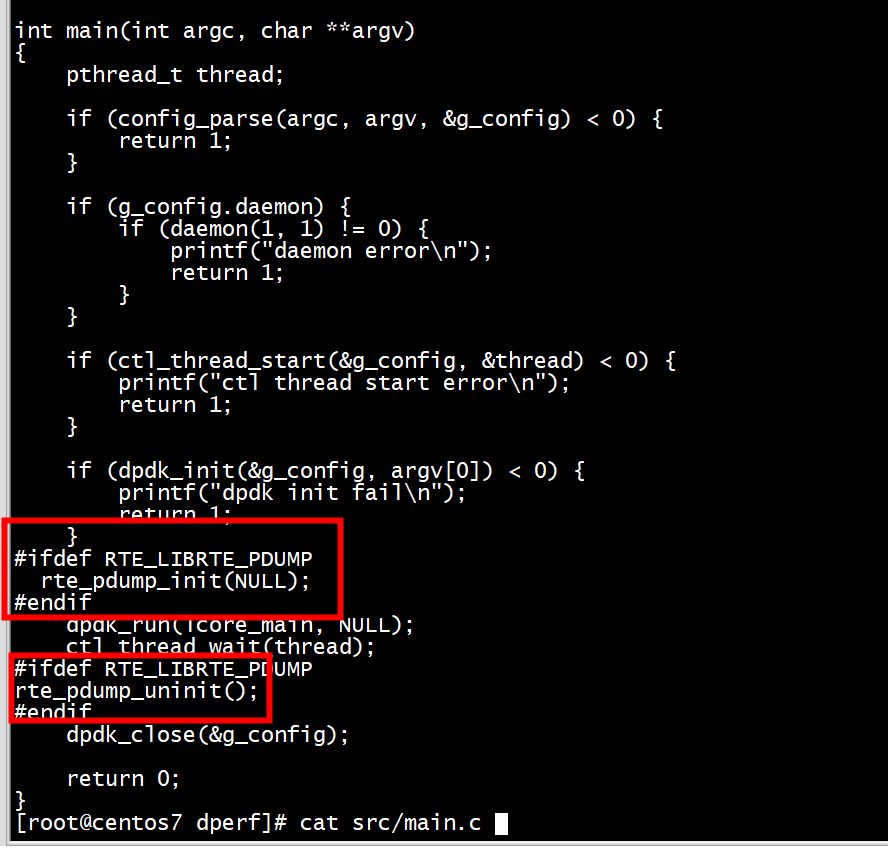 int main(int argc, char **argv)
{
    pthread_t thread;

    if (config_parse(argc, argv, &g_config) < 0) {
        return 1;
    }

    if (g_config.daemon) {
        if (daemon(1, 1) != 0) {
            printf("daemon error\n");
            return 1;
        }
    }

    if (ctl_thread_start(&g_config, &thread) < 0) {
        printf("ctl thread start error\n");
        return 1;
    }

    if (dpdk_init(&g_config, argv[0]) < 0) {
        printf("dpdk init fail\n");
        return 1;
    }
#ifdef RTE_LIBRTE_PDUMP
  rte_pdump_init(NULL);
#endif
    dpdk_run(lcore_main, NULL);
    ctl_thread_wait(thread);
#ifdef RTE_LIBRTE_PDUMP
rte_pdump_uninit();
#endif
    dpdk_close(&g_config);

    return 0;
}
[root@centos7 dperf]# cat src/main.c